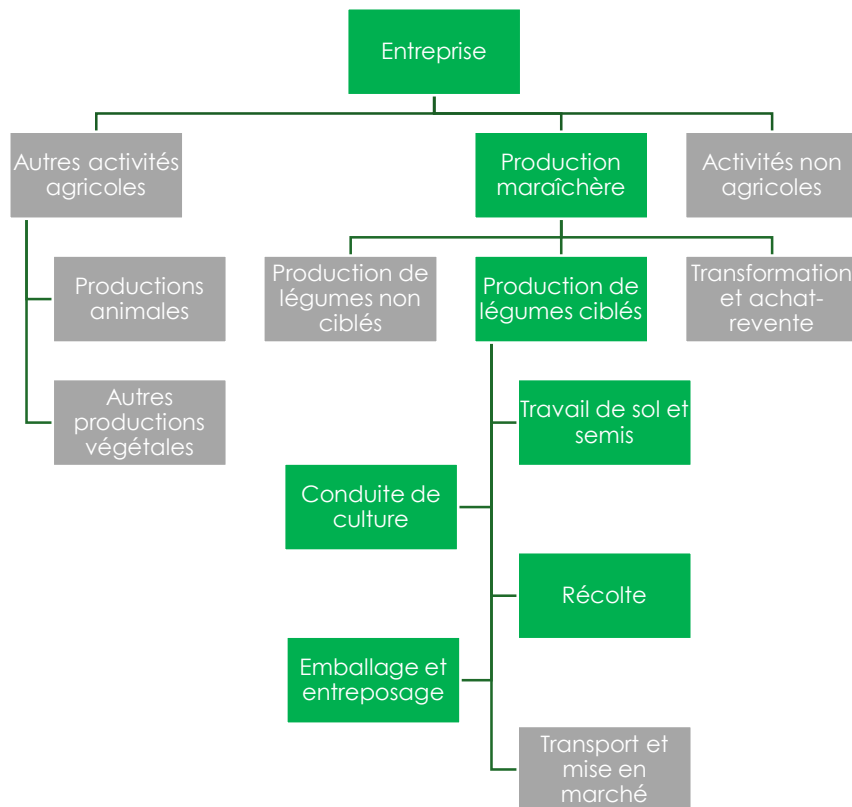 Entreprise
Autres activités
agricoles
Production
maraîchère
Activités non
agricoles
Productions
animales
Autres
productions
végétales
Production de
légumes non
ciblés
Production de
légumes ciblés
Transformation
et achat-
revente
Travail de sol et
semis
Conduite de
culture
Récolte
Emballage et
entreposage
Transport et
mise en
marché